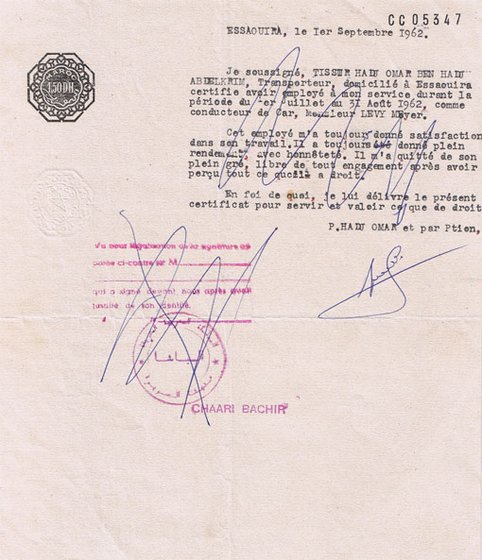 CC05347
ESSAOUIRA, le 1er Septembre 1962.
150DH.
Je soussigné, TISSIR HADJ OMAR BEN HADJ
ABDELKRIM, Transporteur, domicilié à Essaouira
certifie avoir employé à mon service durant la
période du 1er Juillet au 31 Août 1962, comme
conducteur de Car, monsieur LEVY Meyer.
Cet employé m'a toujours donné satisfaction
dans son travail.Il a toujours été donné plein
rendement, avec honnêteté. Il m'a quitté de son
plein gré, libre de tout engagement après avoir
perçu tout ce qu'il a droit.
En foi de quoi, je lui délivre le présent
certificat pour servir et valoir ce que de droit
P.HADJ OMAR et par Ption,
Vu pour légalisation de la signature de
posée ci-contre par M
qui a signé devant nous après avoir
justifié de son identité.
الباشا
CHAARI BACHIR